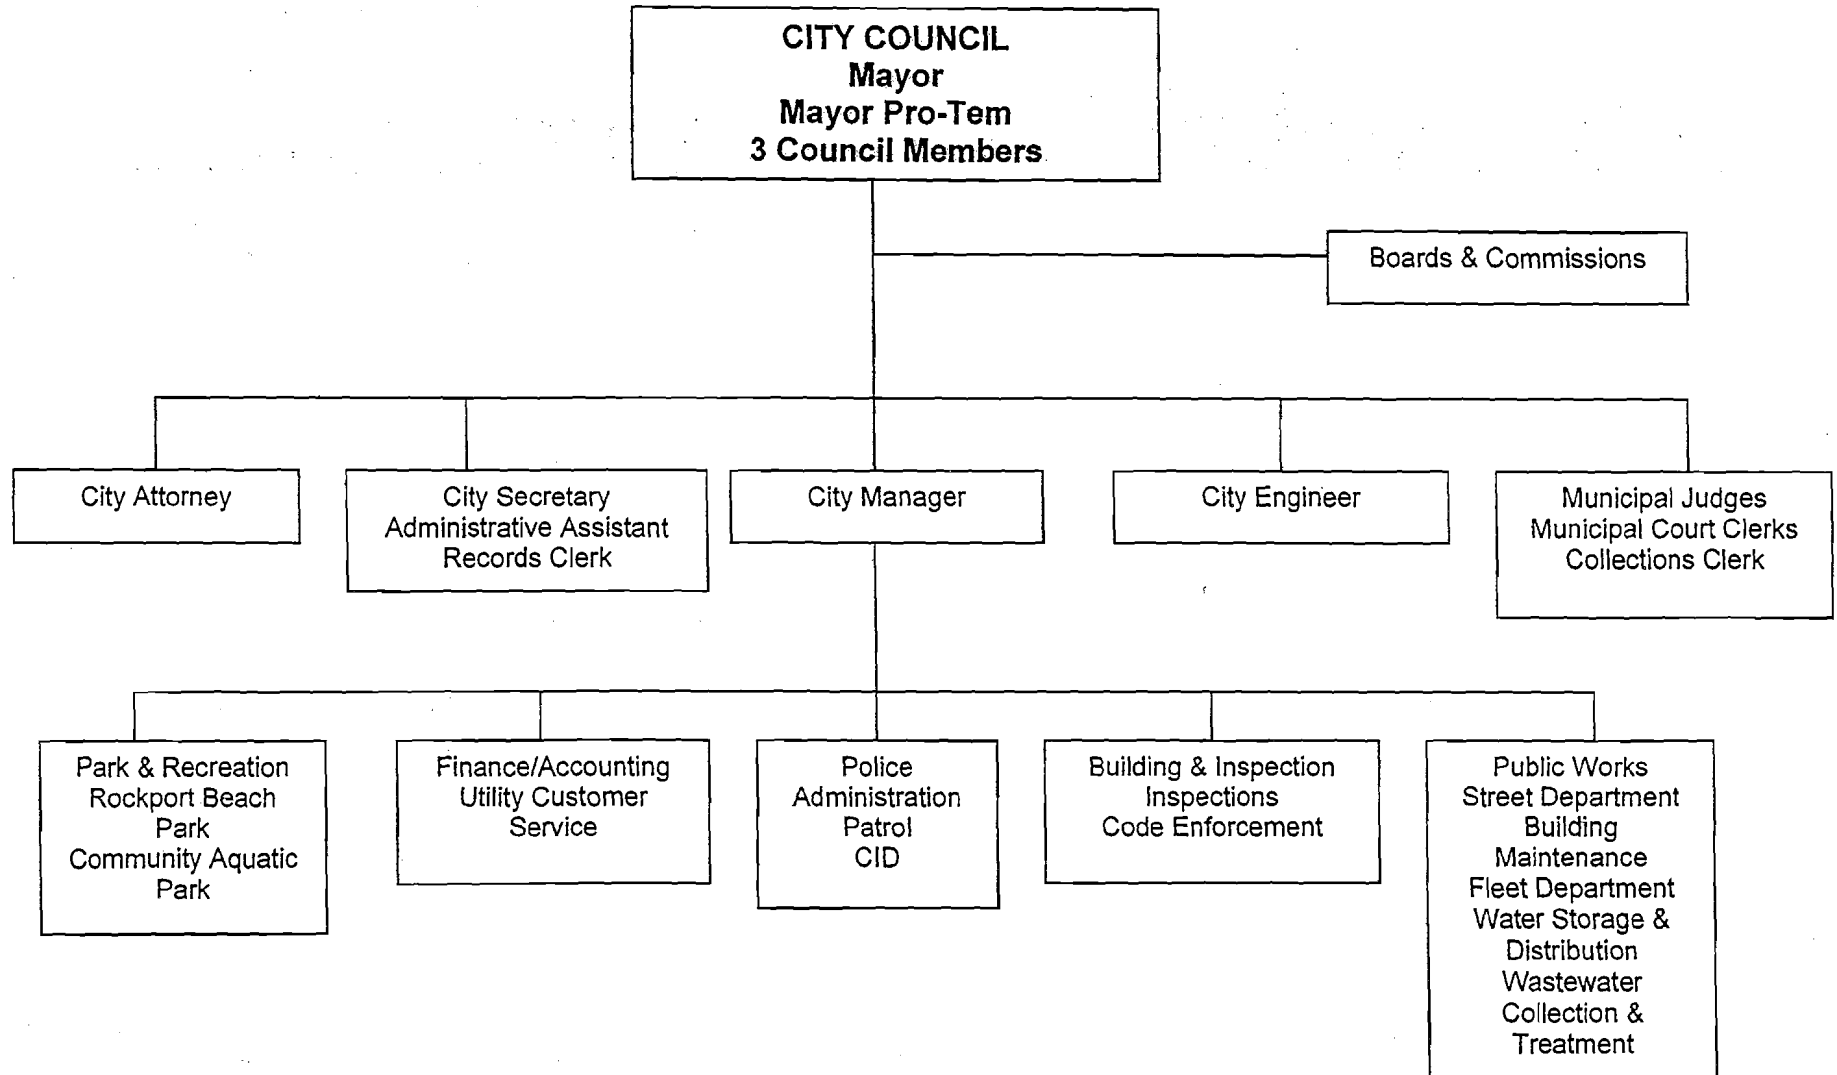 CITY COUNCIL
Mayor
Mayor Pro-Tem
3 Council Members
Boards & Commissions
City Attorney
City Secretary
Administrative Assistant
Records Clerk
City Manager
City Engineer
Municipal Judges
Municipal Court Clerks
Collections Clerk
Park & Recreation
Rockport Beach
Park
Community Aquatic
Park
Finance/Accounting
Utility Customer
Service
Police
Administration
Patrol
CID
Building & Inspection
Inspections
Code Enforcement
Public Works
Street Department
Building
Maintenance
Fleet Department
Water Storage &
Distribution
Wastewater
Collection &
Treatment